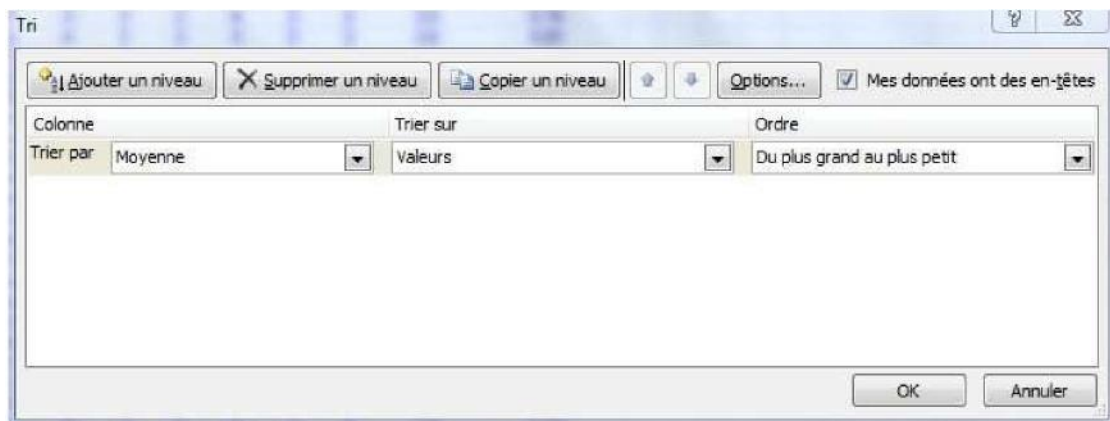 Tri
Ajouter un niveau Supprimer un niveau Copier un niveau Options... Mes données ont des en-têtes
Colonne Trier sur Ordre
Trier par Moyenne Valeurs Du plus grand au plus petit
OK Annuler